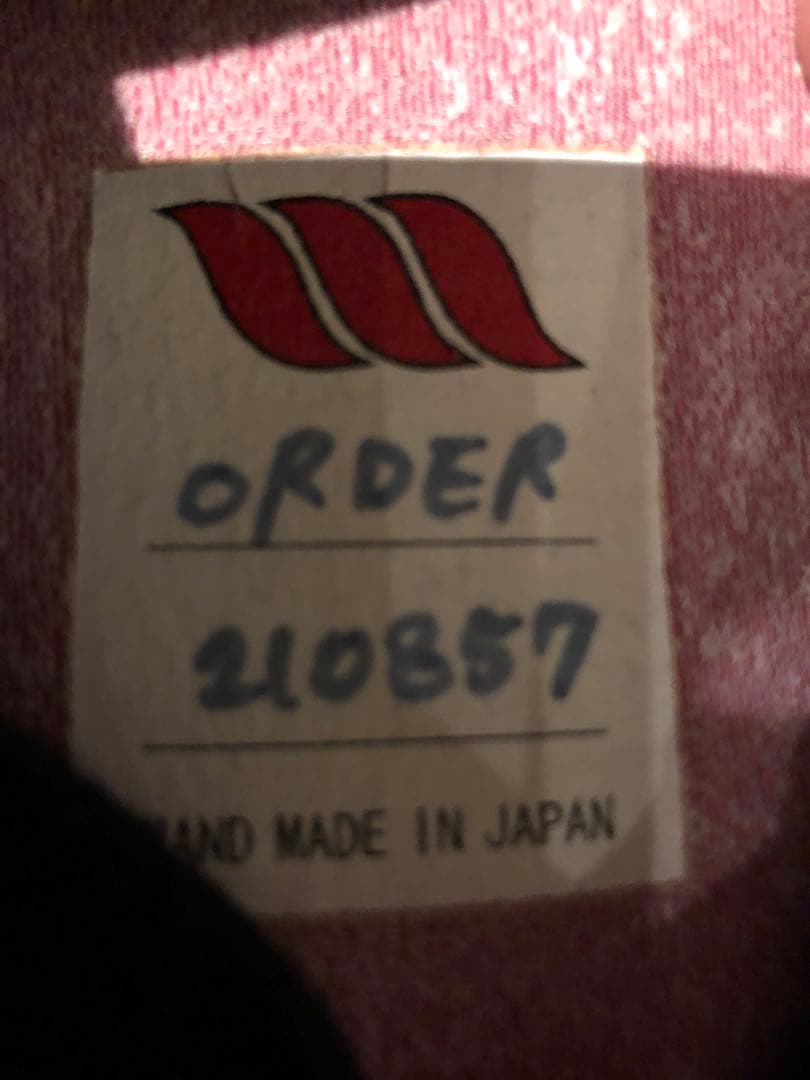 ORDER
210857
HAND MADE IN JAPAN